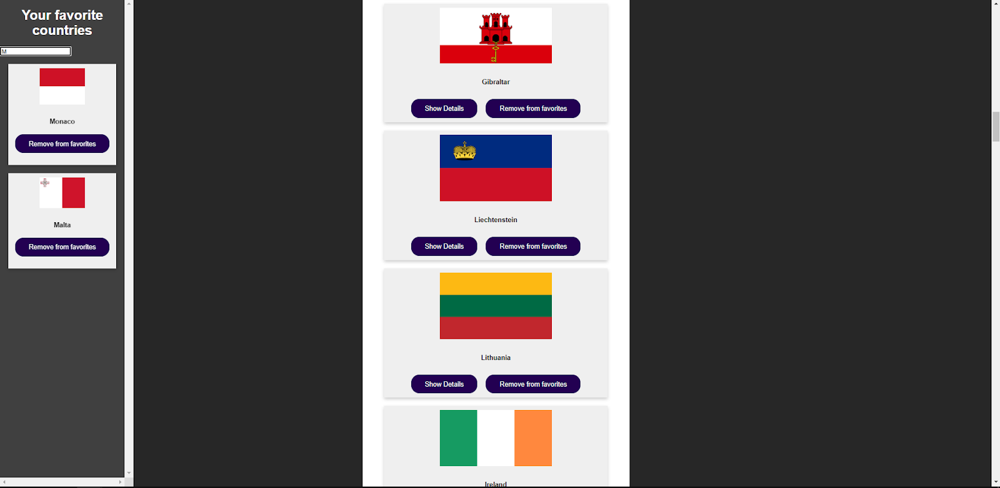 Your favorite
countries
M
Monaco
Remove from favorites
Malta
Remove from favorites
Gibraltar
Show Details
Remove from favorites
Liechtenstein
Show Details
Remove from favorites
Lithuania
Show Details
Remove from favorites
Ireland